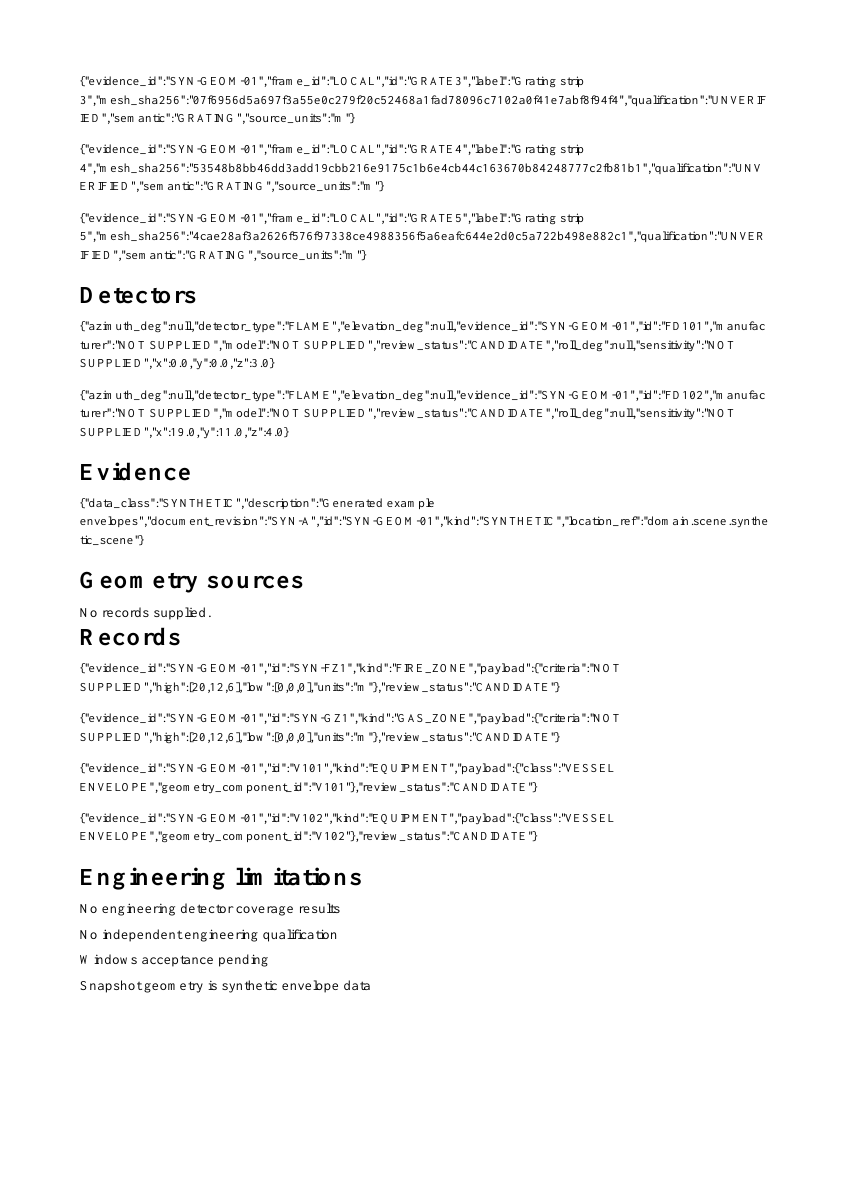 {"evidence_id":"SYN-GEOM-01","frame_id":"LOCAL","id":"GRATE3","label":"Grating strip
3","mesh_sha256":"07f6956d5a697f3a55e0c279f20c52468a1fad78096c7102a0f41e7abf8f94f4","qualification":"UNVERIF
IED","semantic":"GRATING","source_units":"m"}
{"evidence_id":"SYN-GEOM-01","frame_id":"LOCAL","id":"GRATE4","label":"Grating strip
4","mesh_sha256":"53548b8bb46dd3add19cbb216e9175c1b6e4cb44c163670b84248777c2fb81b1","qualification":"UNV
ERIFIED","semantic":"GRATING","source_units":"m"}
{"evidence_id":"SYN-GEOM-01","frame_id":"LOCAL","id":"GRATE5","label":"Grating strip
5","mesh_sha256":"4cae28af3a2626f576f97338ce4988356f5a6eafc644e2d0c5a722b498e882c1","qualification":"UNVER
IFIED","semantic":"GRATING","source_units":"m"}
Detectors
{"azimuth_deg":null,"detector_type":"FLAME","elevation_deg":null,"evidence_id":"SYN-GEOM-01","id":"FD101","manufac
turer":"NOT SUPPLIED","model":"NOT SUPPLIED","review_status":"CANDIDATE","roll_deg":null,"sensitivity":"NOT
SUPPLIED","x":0.0,"y":0.0,"z":3.0}
{"azimuth_deg":null,"detector_type":"FLAME","elevation_deg":null,"evidence_id":"SYN-GEOM-01","id":"FD102","manufac
turer":"NOT SUPPLIED","model":"NOT SUPPLIED","review_status":"CANDIDATE","roll_deg":null,"sensitivity":"NOT
SUPPLIED","x":19.0,"y":11.0,"z":4.0}
Evidence
{"data_class":"SYNTHETIC","description":"Generated example
envelopes","document_revision":"SYN-A","id":"SYN-GEOM-01","kind":"SYNTHETIC","location_ref":"domain.scene.synthe
tic_scene"}
Geometry sources
No records supplied.
Records
{"evidence_id":"SYN-GEOM-01","id":"SYN-FZ1","kind":"FIRE_ZONE","payload":{"criteria":"NOT
SUPPLIED","high":[20,12,6],"low":[0,0,0],"units":"m"},"review_status":"CANDIDATE"}
{"evidence_id":"SYN-GEOM-01","id":"SYN-GZ1","kind":"GAS_ZONE","payload":{"criteria":"NOT
SUPPLIED","high":[20,12,6],"low":[0,0,0],"units":"m"},"review_status":"CANDIDATE"}
{"evidence_id":"SYN-GEOM-01","id":"V101","kind":"EQUIPMENT","payload":{"class":"VESSEL
ENVELOPE","geometry_component_id":"V101"},"review_status":"CANDIDATE"}
{"evidence_id":"SYN-GEOM-01","id":"V102","kind":"EQUIPMENT","payload":{"class":"VESSEL
ENVELOPE","geometry_component_id":"V102"},"review_status":"CANDIDATE"}
Engineering limitations
No engineering detector coverage results
No independent engineering qualification
Windows acceptance pending
Snapshot geometry is synthetic envelope data